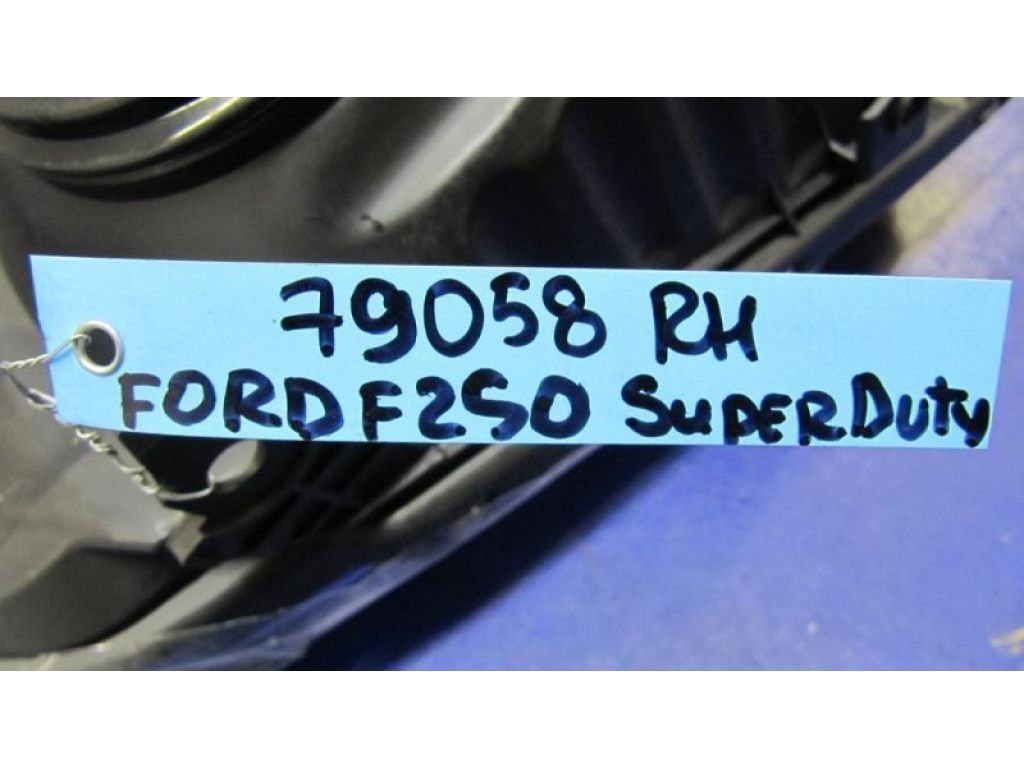 79058 RH
FORD F250 SUPER DUTY